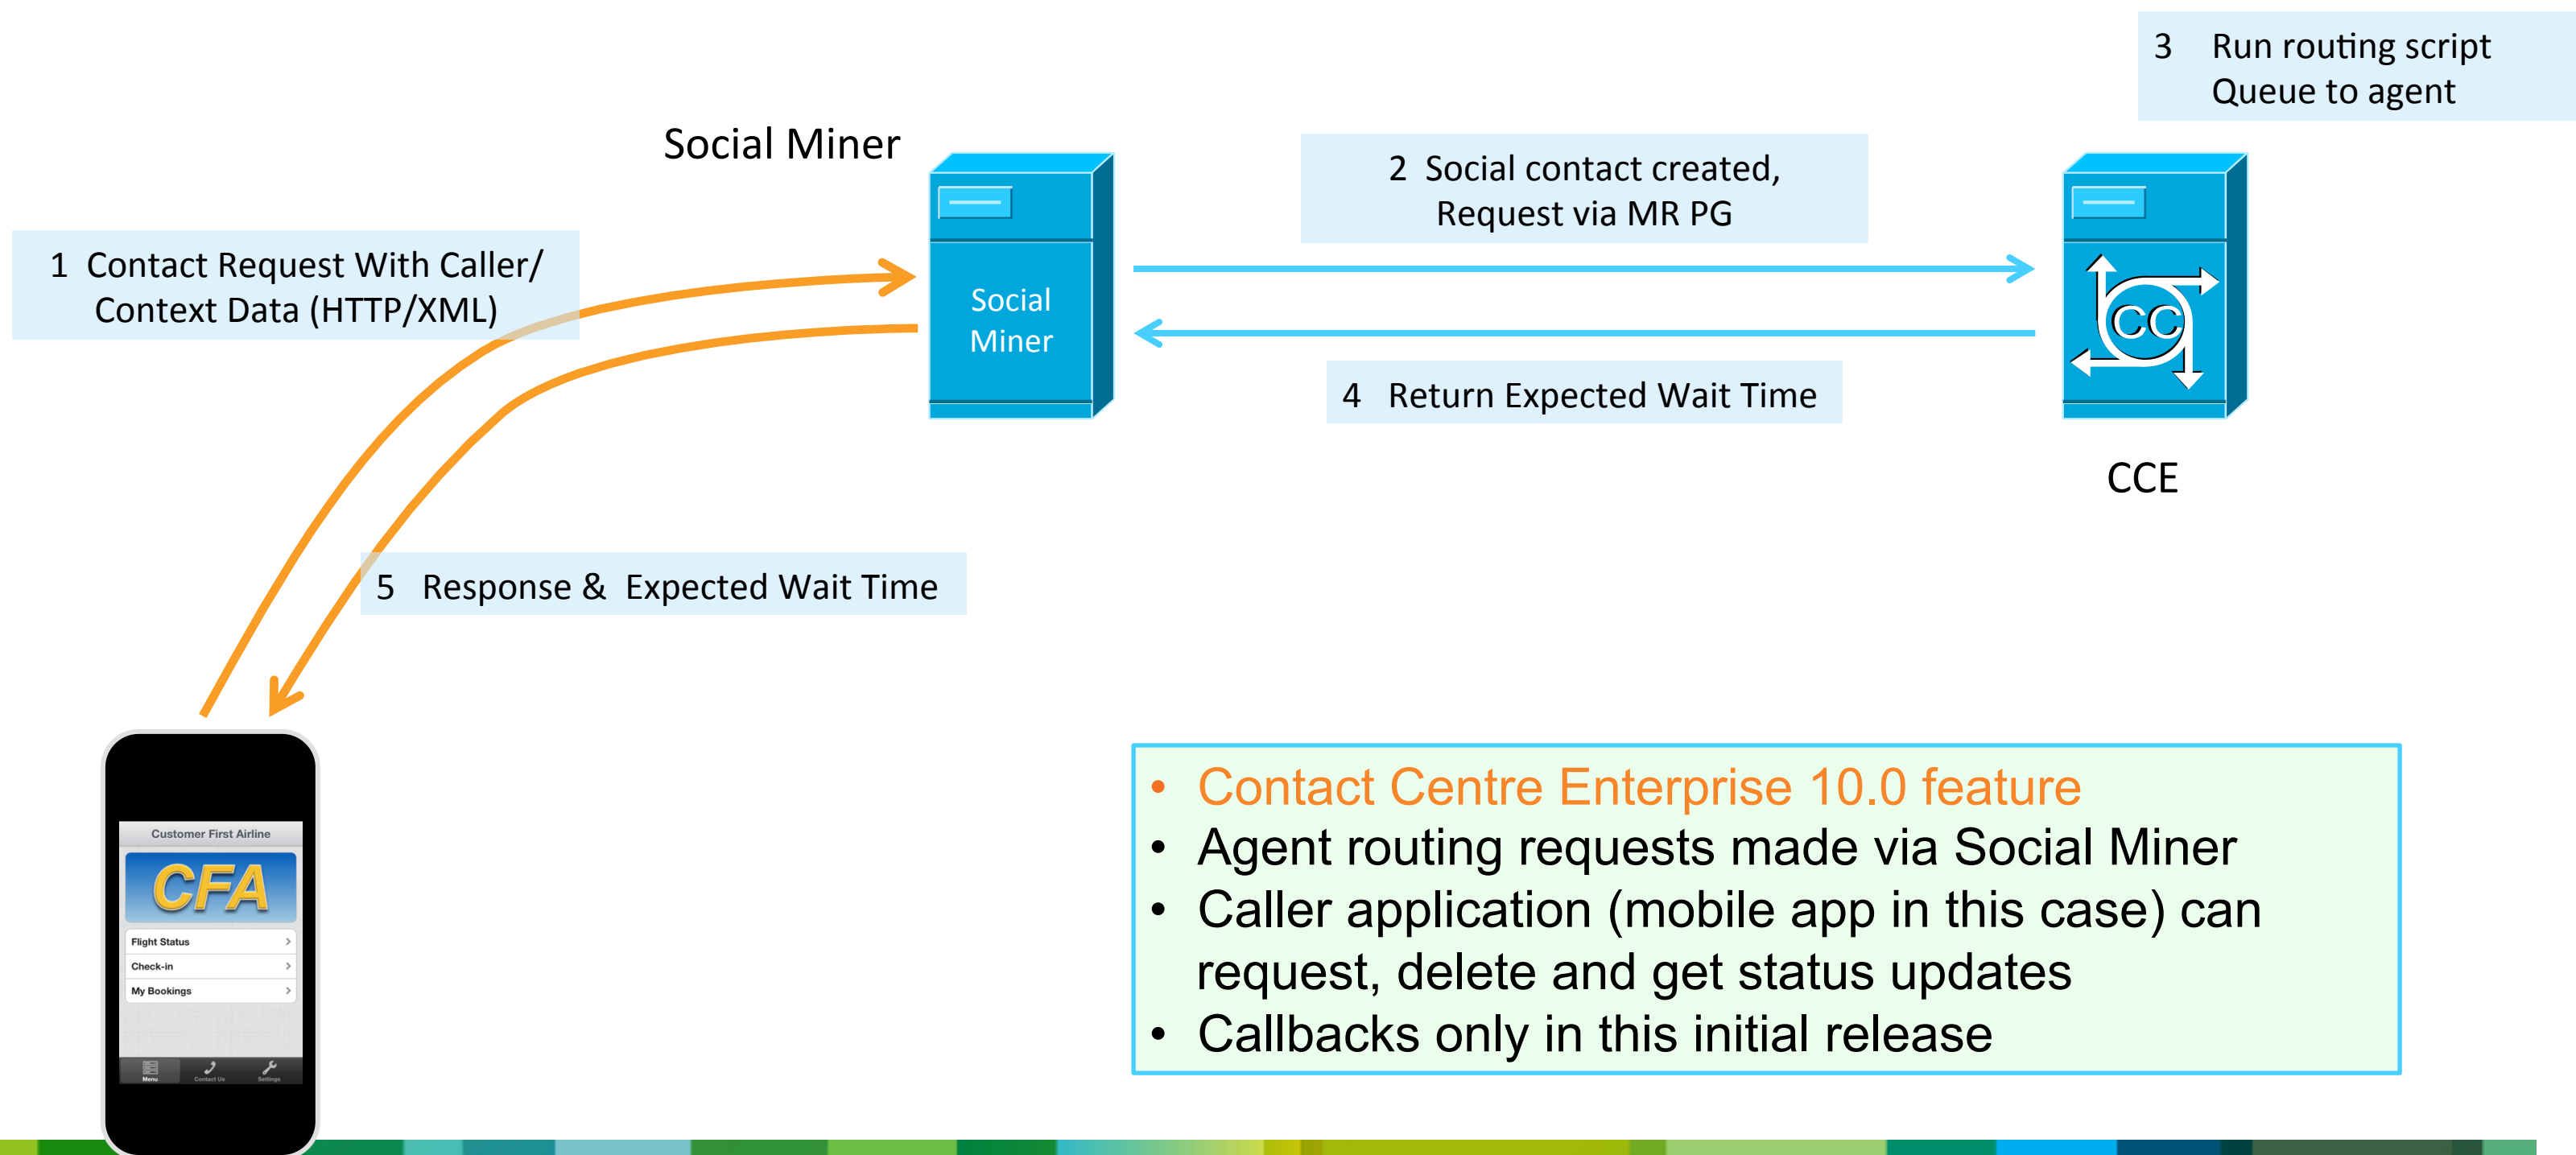 3 Run routing script
Queue to agent
Social Miner
2 Social contact created,
Request via MR PG
1 Contact Request With Caller/
Context Data (HTTP/XML)
Social
Miner
CC
4 Return Expected Wait Time
CCE
5 Response & Expected Wait Time
Customer First Airline
CFA
Flight Status
Check-in
My Bookings
Menu Contact Us Settings
• Contact Centre Enterprise 10.0 feature
• Agent routing requests made via Social Miner
• Caller application (mobile app in this case) can
request, delete and get status updates
• Callbacks only in this initial release